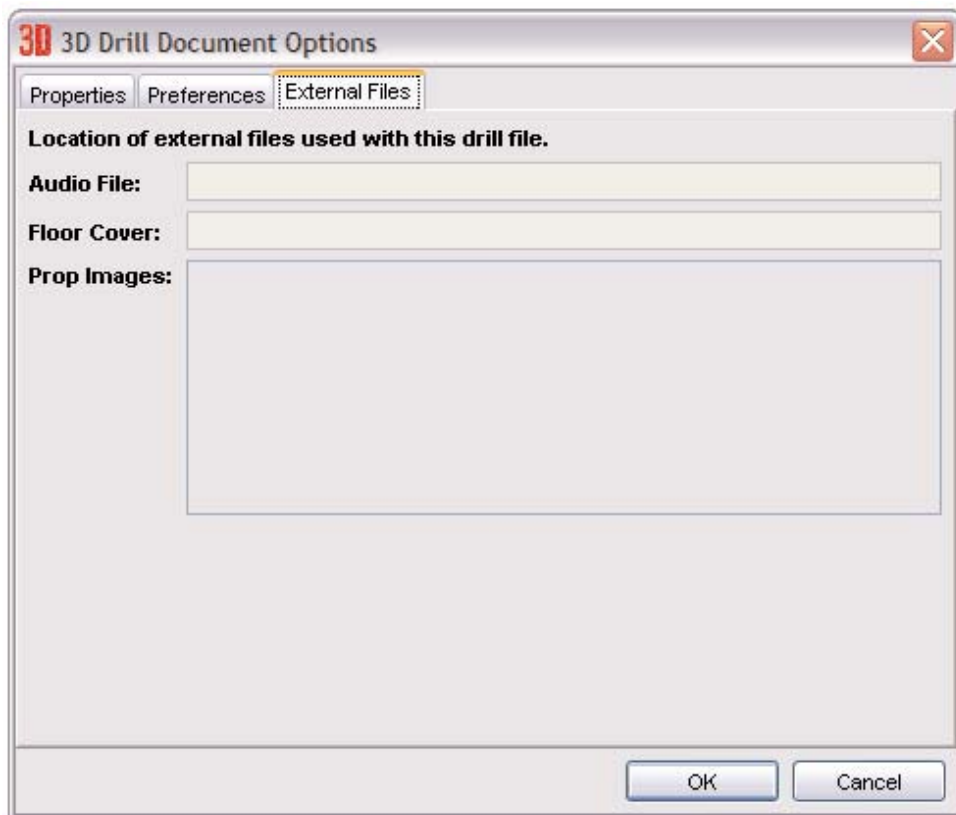 3D 3D Drill Document Options
Properties Preferences External Files
Location of external files used with this drill file.
Audio File:
Floor Cover:
Prop Images:
OK Cancel